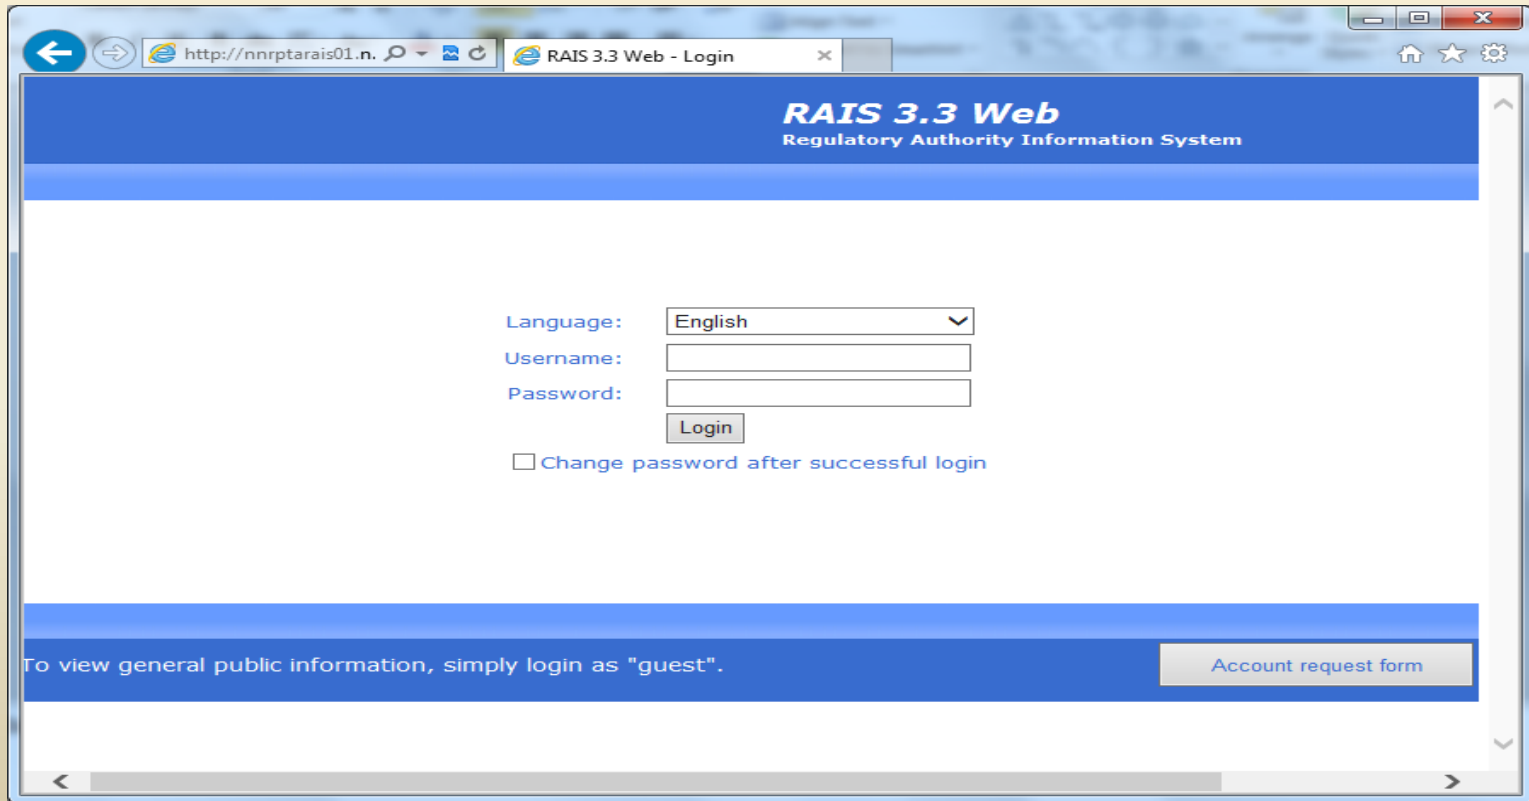 http://nnrptarais01.n.
RAIS 3.3 Web - Login
RAIS 3.3 Web
Regulatory Authority Information System
Language: English
Username:
Password:
Login
Change password after successful login
To view general public information, simply login as "guest".
Account request form